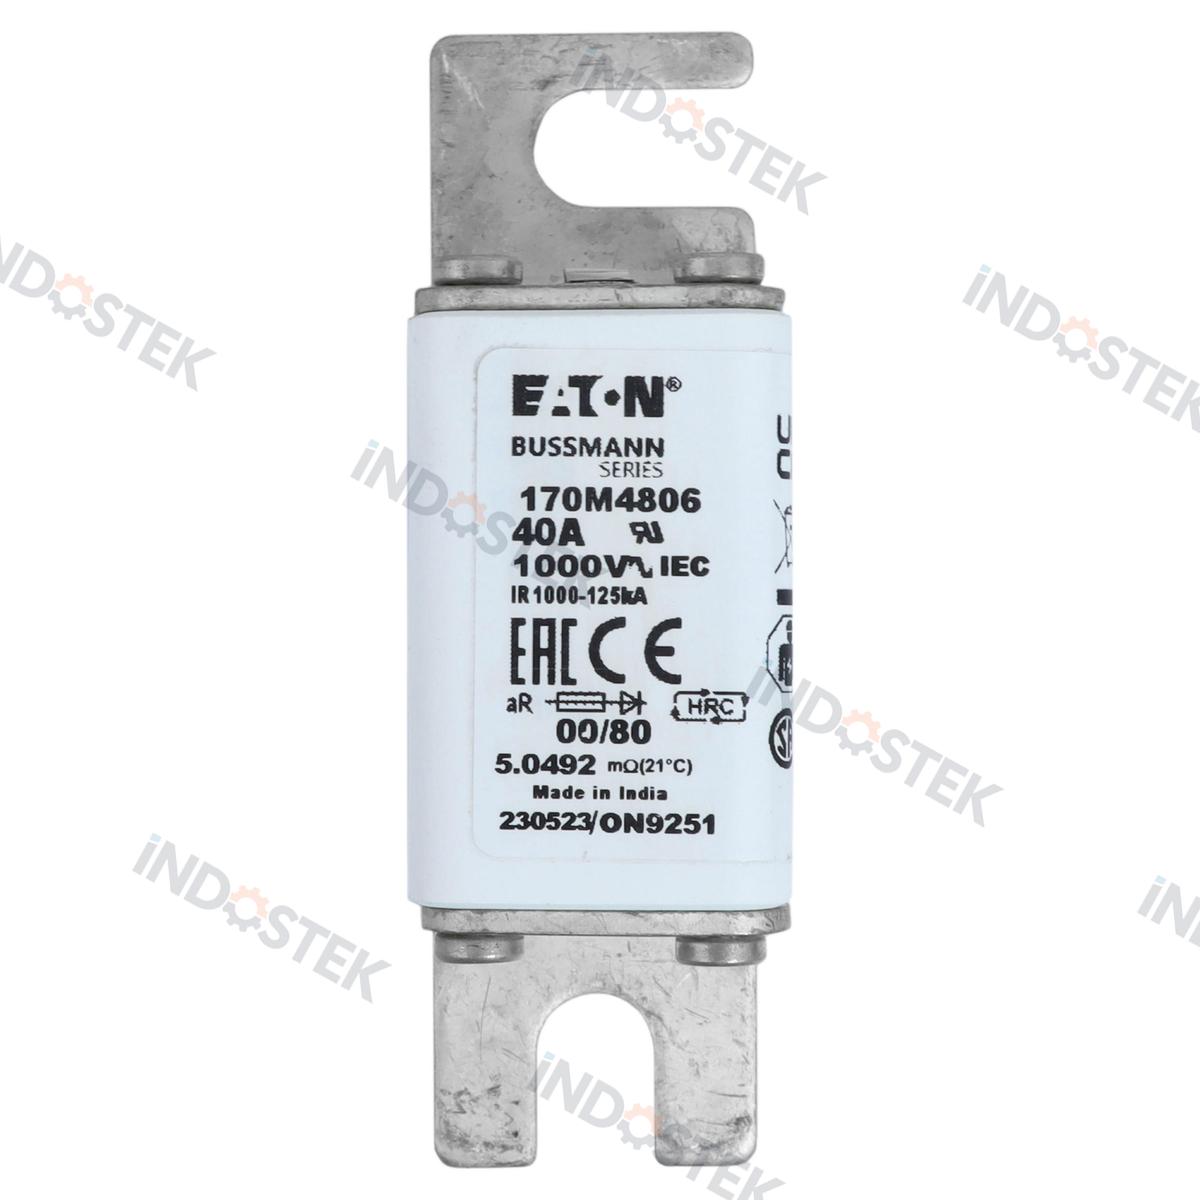 EATON®
BUSSMANN
SERIES
170M4806
40A
1000V IEC
IR 1000-125kA
EAC CE
aR HRC
00/80
5.0492 mΩ(21°C)
Made in India
230523/ON9251
iNDOSTEK
iNDOSTEK
iNDOSTEK
iNDOSTEK
iNDOSTEK
iNDOSTEK
iNDOSTEK